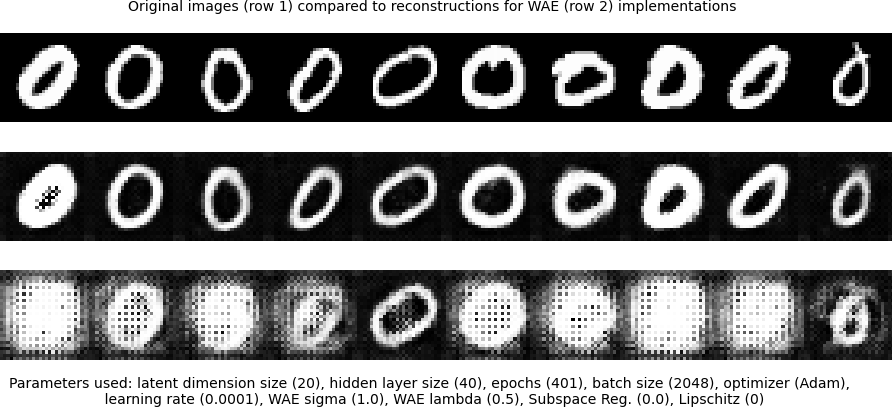 Original images (row 1) compared to reconstructions for WAE (row 2) implementations
Parameters used: latent dimension size (20), hidden layer size (40), epochs (401), batch size (2048), optimizer (Adam),
learning rate (0.0001), WAE sigma (1.0), WAE lambda (0.5), Subspace Reg. (0.0), Lipschitz (0)